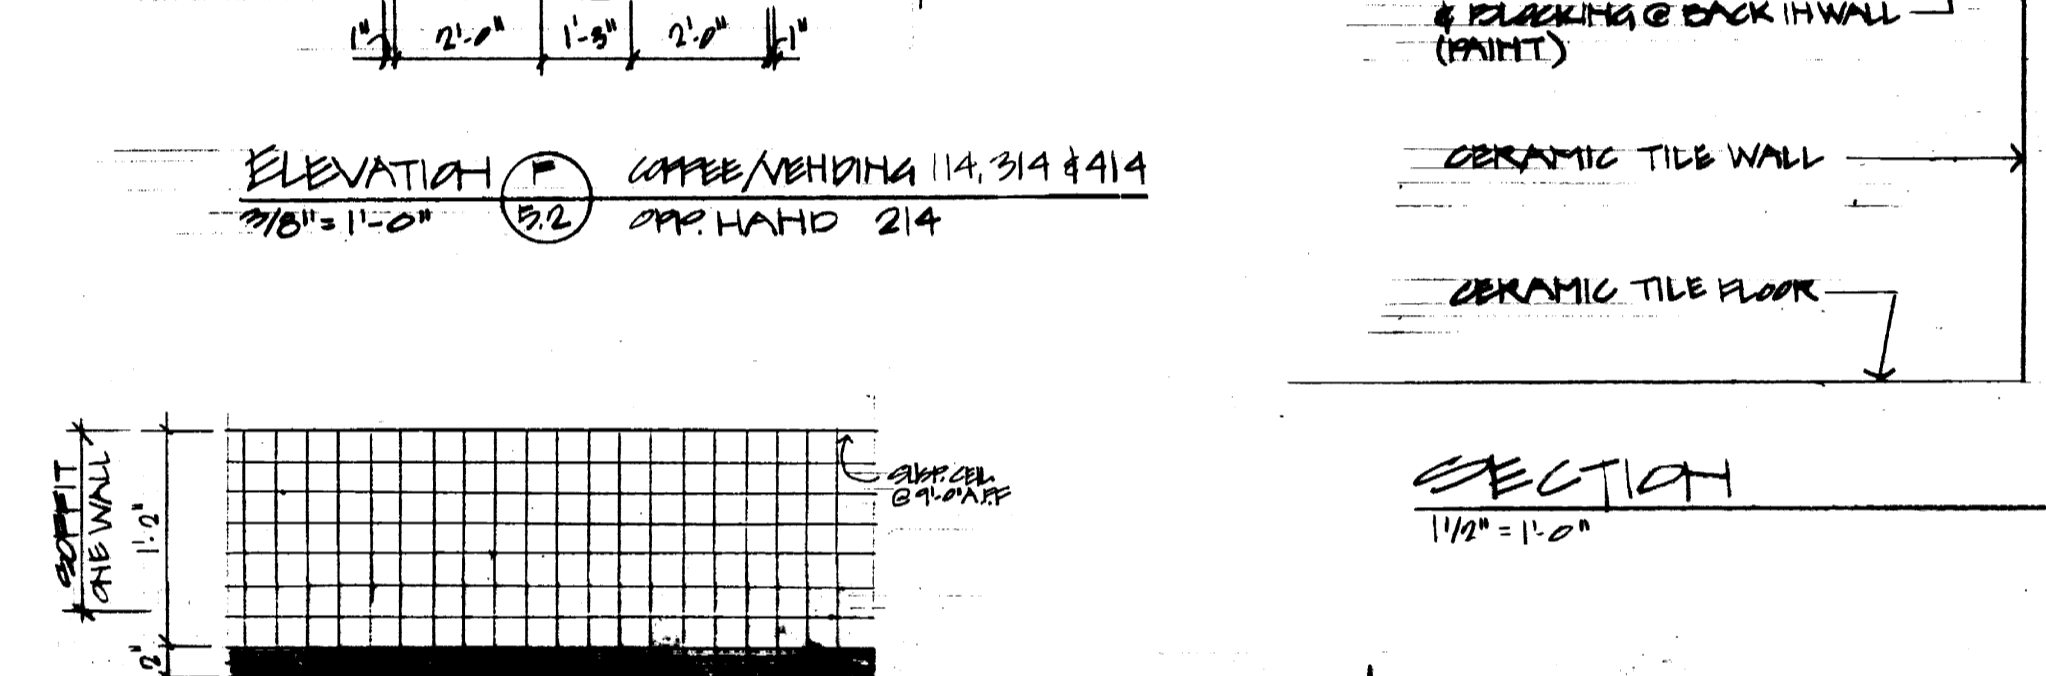 1" 2'-0" 1'-3" 2'-0" 1"
ELEVATION F COFFEE/VENDING 114, 314 & 414
3/8" = 1'-0" 5.2 OPP. HAND 214
& BLOCKING @ BACK IN WALL
(PAINT)
CERAMIC TILE WALL
CERAMIC TILE FLOOR
SOFFIT
ONE WALL
1'-2"
2"
SUSP. CEIL.
@ 9'-0" A.F.F
SECTION
1 1/2" = 1'-0"